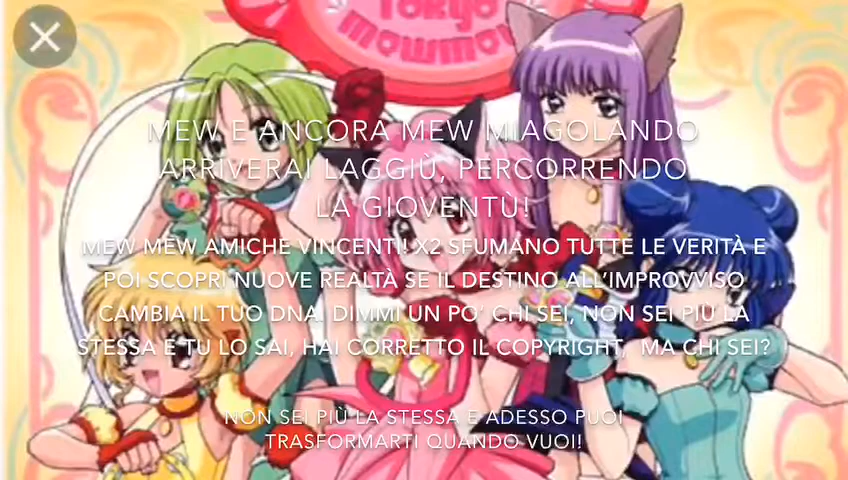 Tokyo
mewmew
MEW E ANCORA MEW MIAGOLANDO
ARRIVERAI LAGGIÙ, PERCORRENDO
LA GIOVENTÙ!
MEW MEW AMICHE VINCENTI! X2 SFUMANO TUTTE LE VERITÀ E
POI SCOPRI NUOVE REALTÀ SE IL DESTINO ALL'IMPROVVISO
CAMBIA IL TUO DNA. DIMMI UN PO' CHI SEI, NON SEI PIÙ LA
STESSA E TU LO SAI, HAI CORRETTO IL COPYRIGHT, MA CHI SEI?
NON SEI PIÙ LA STESSA E ADESSO PUOI
TRASFORMARTI QUANDO VUOI!